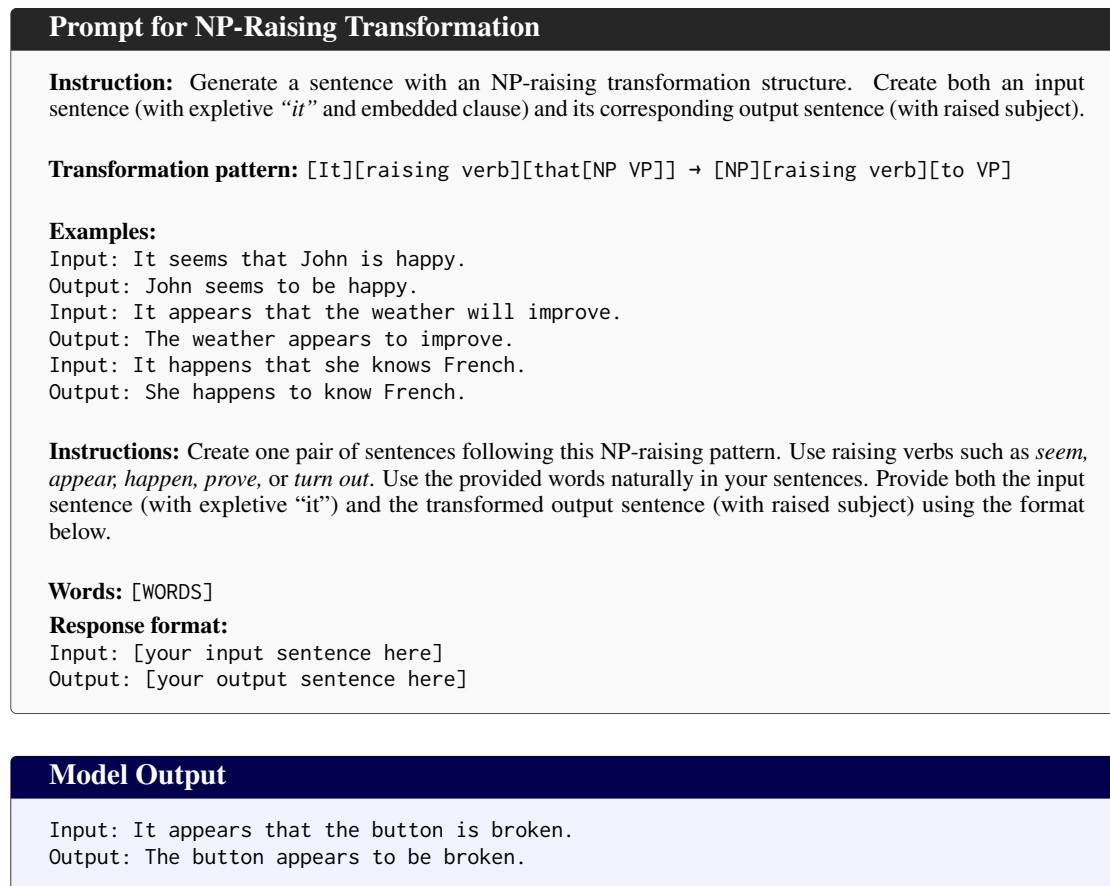 Prompt for NP-Raising Transformation
Instruction: Generate a sentence with an NP-raising transformation structure. Create both an input
sentence (with expletive “it” and embedded clause) and its corresponding output sentence (with raised subject).
Transformation pattern: [It][raising verb][that[NP VP]] → [NP][raising verb][to VP]
Examples:
Input: It seems that John is happy.
Output: John seems to be happy.
Input: It appears that the weather will improve.
Output: The weather appears to improve.
Input: It happens that she knows French.
Output: She happens to know French.
Instructions: Create one pair of sentences following this NP-raising pattern. Use raising verbs such as seem,
appear, happen, prove, or turn out. Use the provided words naturally in your sentences. Provide both the input
sentence (with expletive “it”) and the transformed output sentence (with raised subject) using the format
below.
Words: [WORDS]
Response format:
Input: [your input sentence here]
Output: [your output sentence here]
Model Output
Input: It appears that the button is broken.
Output: The button appears to be broken.